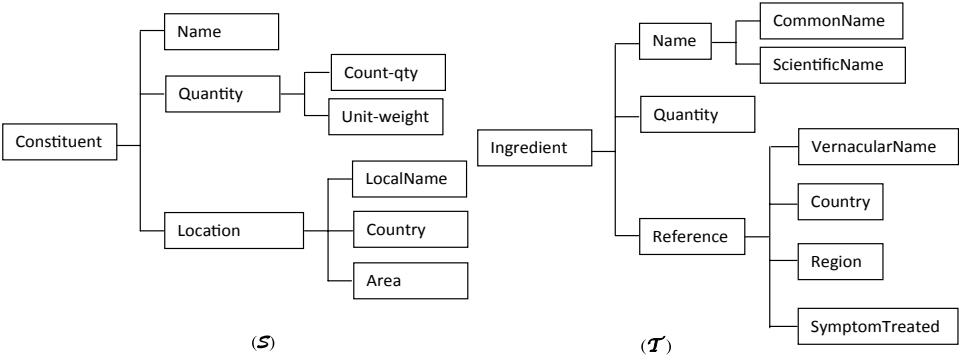 Constituent
Name
Quantity
Count-qty
Unit-weight
Location
LocalName
Country
Area
(S)
Ingredient
Name
CommonName
ScientificName
Quantity
Reference
VernacularName
Country
Region
SymptomTreated
(T)